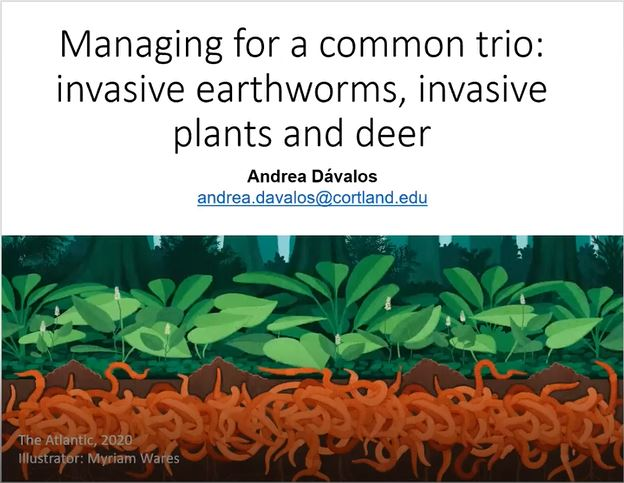 Managing for a common trio:
invasive earthworms, invasive
plants and deer
Andrea Dávalos
andrea.davalos@cortland.edu
The Atlantic, 2020
Illustrator: Myriam Wares